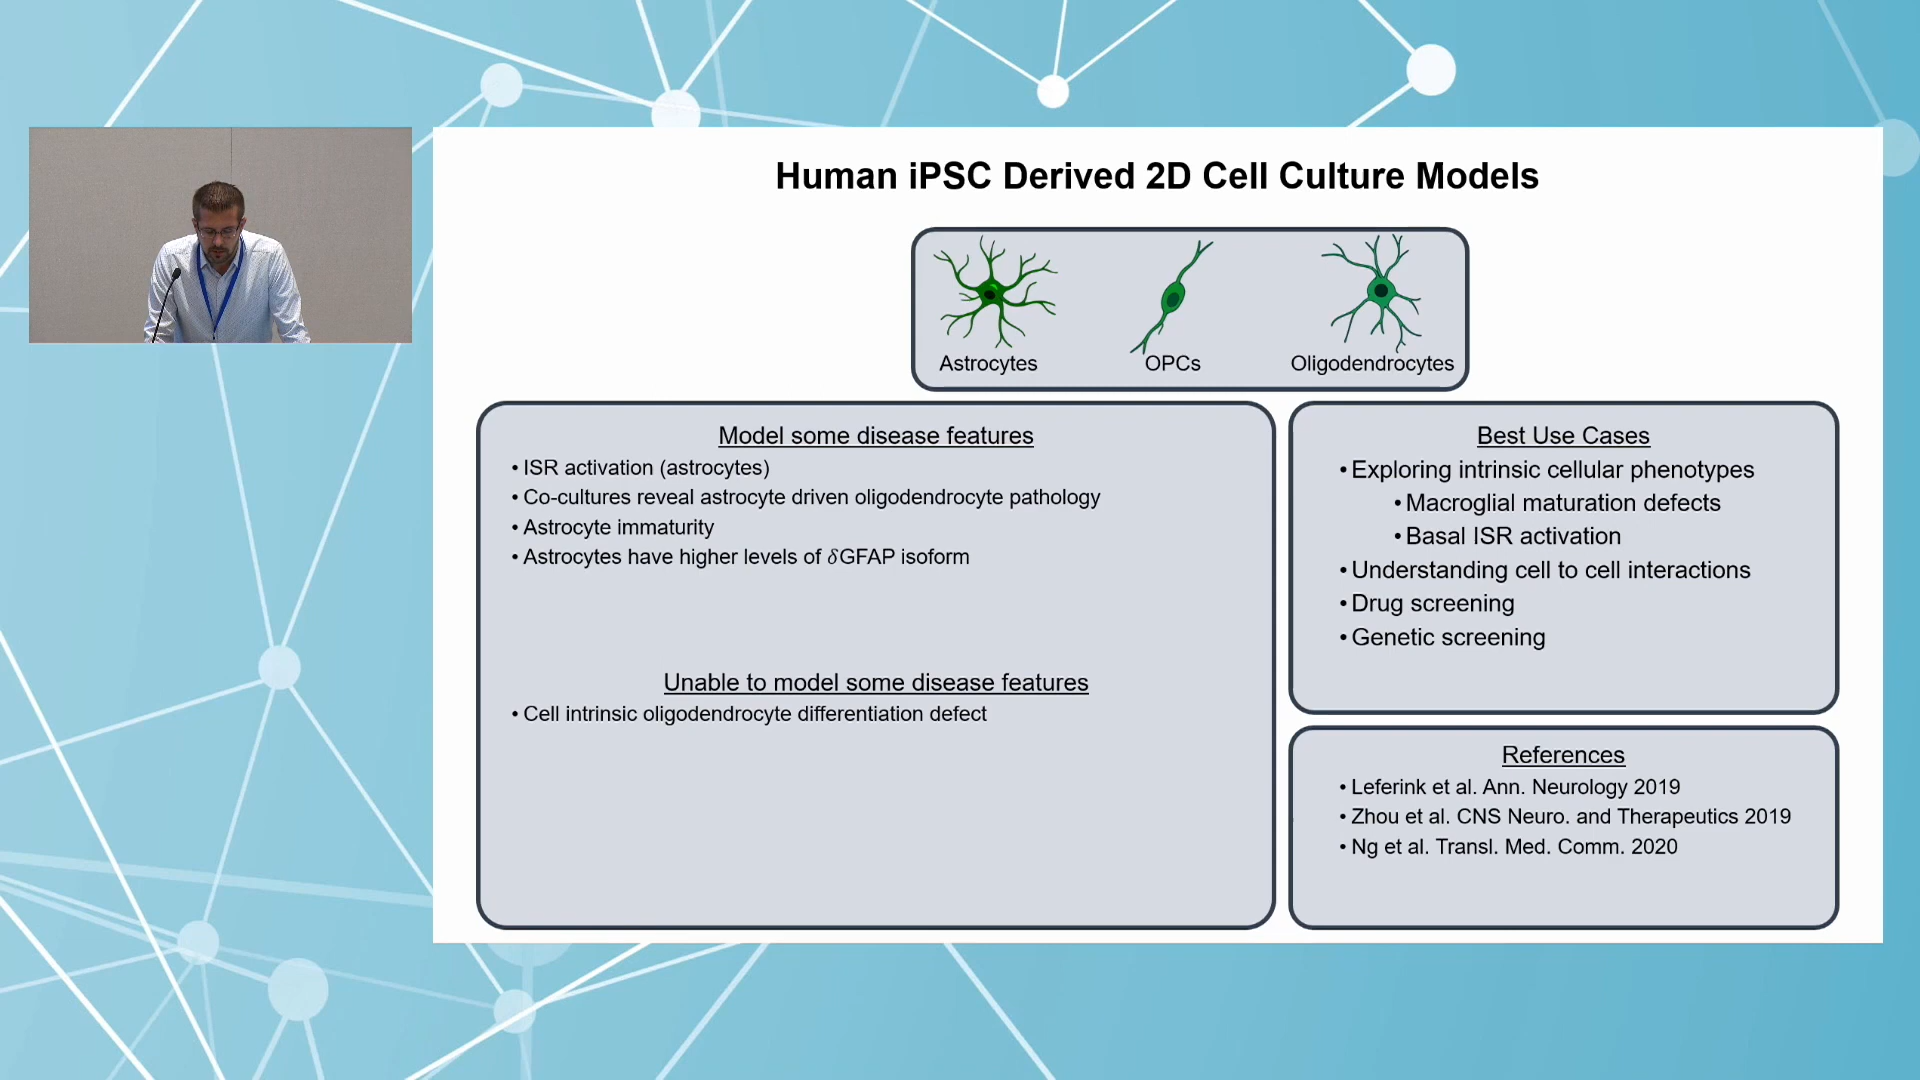 Human iPSC Derived 2D Cell Culture Models
Astrocytes
OPCs
Oligodendrocytes
Model some disease features
• ISR activation (astrocytes)
• Co-cultures reveal astrocyte driven oligodendrocyte pathology
• Astrocyte immaturity
• Astrocytes have higher levels of δGFAP isoform
Unable to model some disease features
• Cell intrinsic oligodendrocyte differentiation defect
Best Use Cases
• Exploring intrinsic cellular phenotypes
• Macroglial maturation defects
• Basal ISR activation
• Understanding cell to cell interactions
• Drug screening
• Genetic screening
References
• Leferink et al. Ann. Neurology 2019
• Zhou et al. CNS Neuro. and Therapeutics 2019
• Ng et al. Transl. Med. Comm. 2020